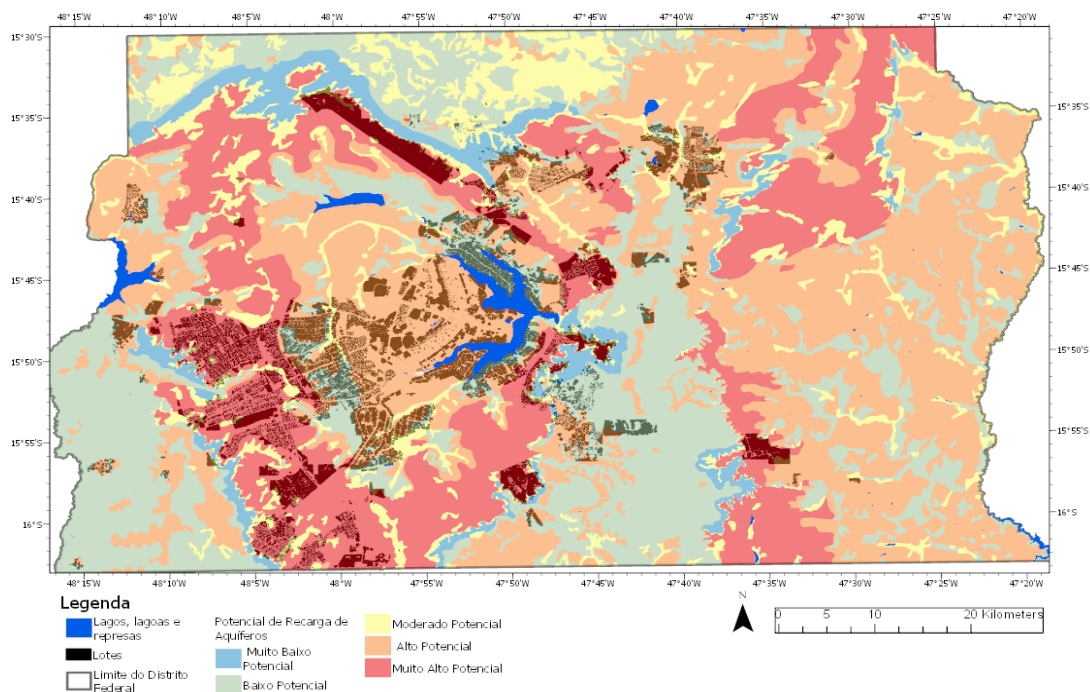 48°15'W 48°10'W 48°5'W 48°0'W 47°55'W 47°50'W 47°45'W 47°40'W 47°35'W 47°30'W 47°25'W 47°20'W
15°30'S
15°35'S 15°35'S
15°40'S 15°40'S
15°45'S 15°45'S
15°50'S 15°50'S
15°55'S 15°55'S
16°S 16°S
48°15'W 48°10'W 48°5'W 48°W 47°55'W 47°50'W 47°45'W 47°40'W 47°35'W 47°30'W 47°25'W 47°20'W
Legenda
Lagos, lagoas e
represas
Lotes
Limite do Distrito
Federal
Potencial de Recarga de
Aquíferos
Muito Baixo
Potencial
Baixo Potencial
Moderado Potencial
Alto Potencial
Muito Alto Potencial
N
0 5 10 20 Kilometers